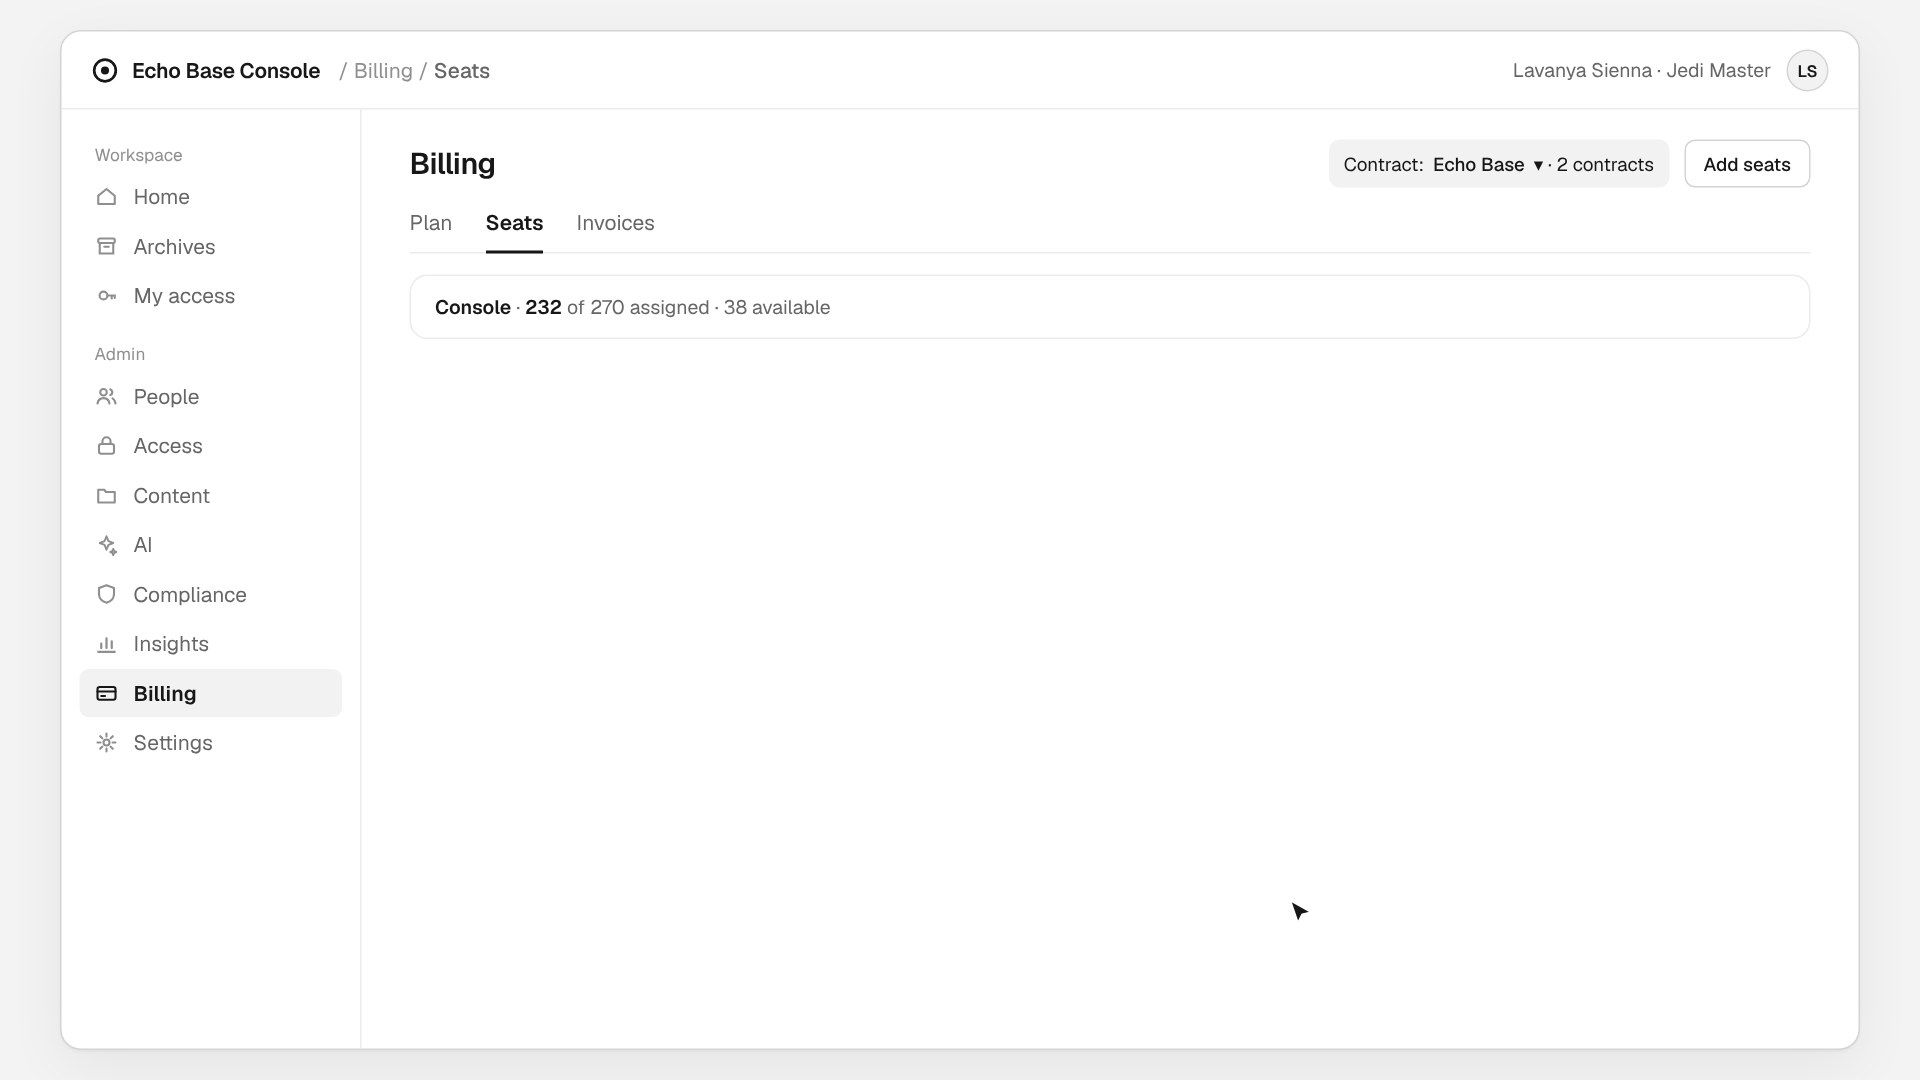 Echo Base Console / Billing / Seats
Lavanya Sienna · Jedi Master LS
Workspace
Home
Archives
My access
Admin
People
Access
Content
AI
Compliance
Insights
Billing
Settings
Billing
Contract: Echo Base ▾ · 2 contracts
Add seats
Plan Seats Invoices
Console · 232 of 270 assigned · 38 available